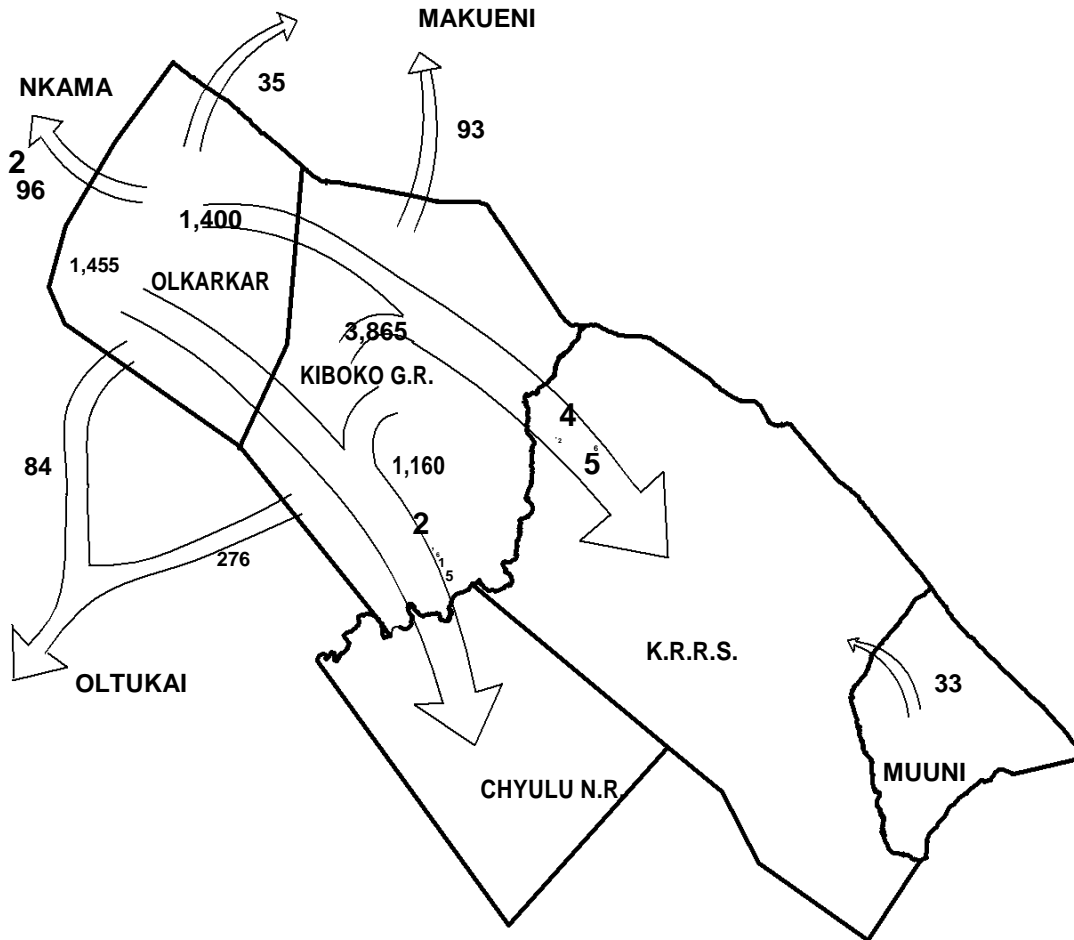 MAKUENI
35
NKAMA
93
2
96
1,400
1,455
OLKARKAR
3,865
KIBOKO G.R.
4
5
84
1,160
2
1
5
276
K.R.R.S.
33
OLTUKAI
MUUNI
CHYULU N.R.